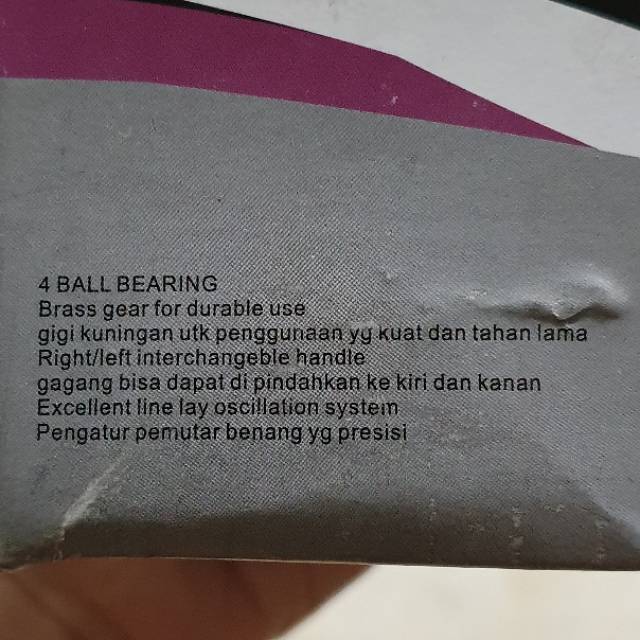 4 BALL BEARING
Brass gear for durable use
gigi kuningan utk penggunaan yg kuat dan tahan lama
Right/left interchangeble handle
gagang bisa dapat di pindahkan ke kiri dan kanan
Excellent line lay oscillation system
Pengatur pemutar benang yg presisi